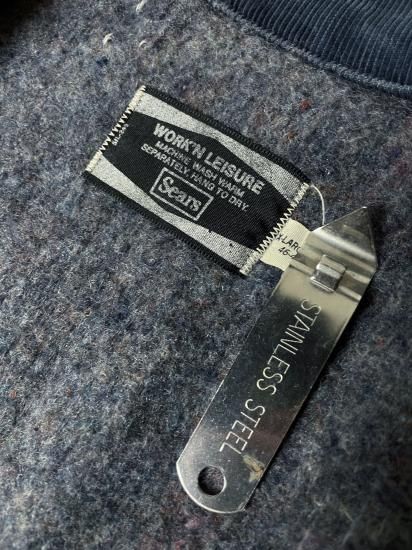 WORK'N LEISURE
MACHINE WASH WARM
SEPARATELY, HANG TO DRY.
Sears
STAINLESS STEEL